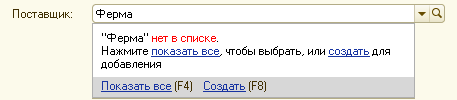 Поставщик: Ферма
"Ферма" нет в списке.
Нажмите показать все, чтобы выбрать, или создать для
добавления
Показать все (F4) Создать (F8)